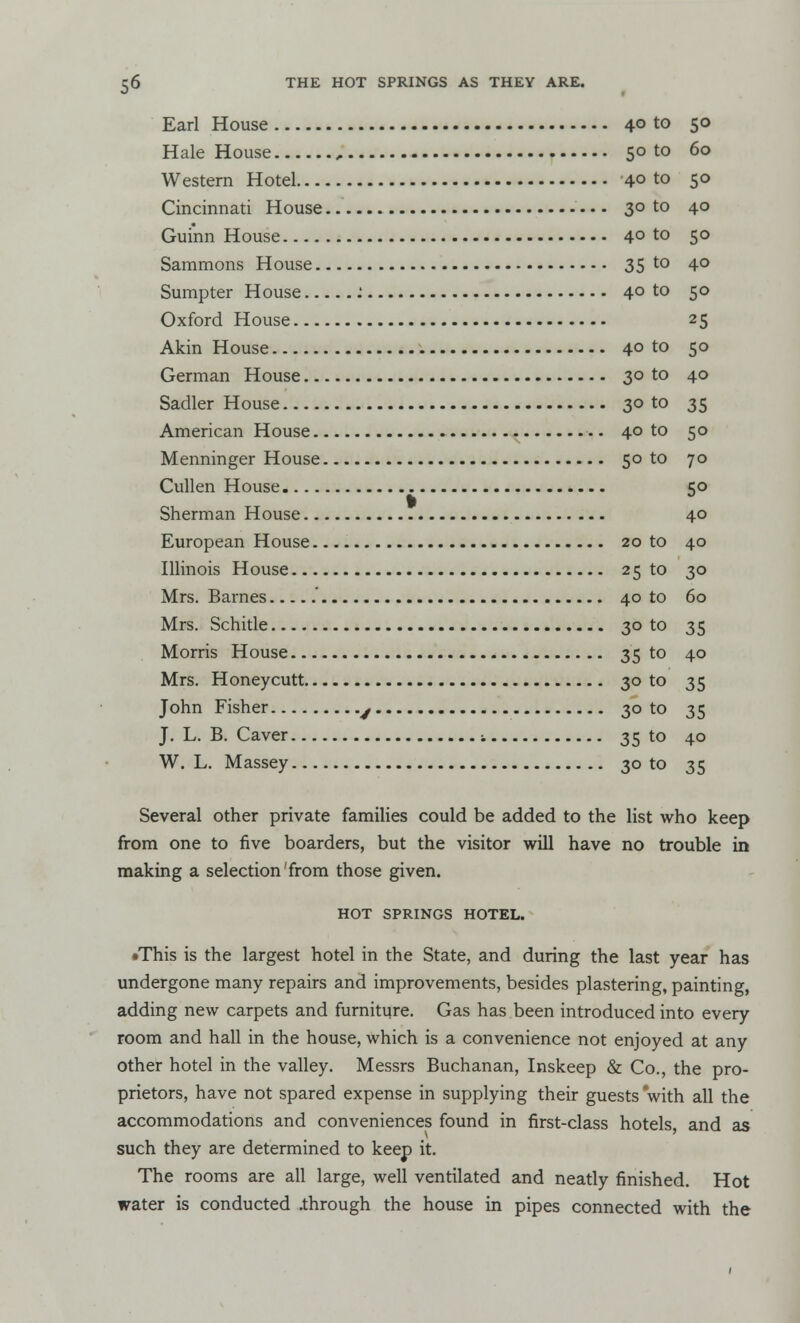 56 THE HOT SPRINGS AS THEY ARE.
Earl House .................................. 40 to 50
Hale House .................................. 50 to 60
Western Hotel .................................. 40 to 50
Cincinnati House .................................. 30 to 40
Guinn House .................................. 40 to 50
Sammons House .................................. 35 to 40
Sumpter House .................................. 40 to 50
Oxford House .................................. 25
Akin House .................................. 40 to 50
German House .................................. 30 to 40
Sadler House .................................. 30 to 35
American House .................................. 40 to 50
Menninger House .................................. 50 to 70
Cullen House .................................. 50
Sherman House .................................. 40
European House .................................. 20 to 40
Illinois House .................................. 25 to 30
Mrs. Barnes .................................. 40 to 60
Mrs. Schitle .................................. 30 to 35
Morris House .................................. 35 to 40
Mrs. Honeycutt .................................. 30 to 35
John Fisher .................................. 30 to 35
J. L. B. Caver .................................. 35 to 40
W. L. Massey .................................. 30 to 35
Several other private families could be added to the list who keep
from one to five boarders, but the visitor will have no trouble in
making a selection from those given.
HOT SPRINGS HOTEL.
This is the largest hotel in the State, and during the last year has
undergone many repairs and improvements, besides plastering, painting,
adding new carpets and furniture. Gas has been introduced into every
room and hall in the house, which is a convenience not enjoyed at any
other hotel in the valley. Messrs Buchanan, Inskeep & Co., the pro-
prietors, have not spared expense in supplying their guests with all the
accommodations and conveniences found in first-class hotels, and as
such they are determined to keep it.
The rooms are all large, well ventilated and neatly finished. Hot
water is conducted through the house in pipes connected with the